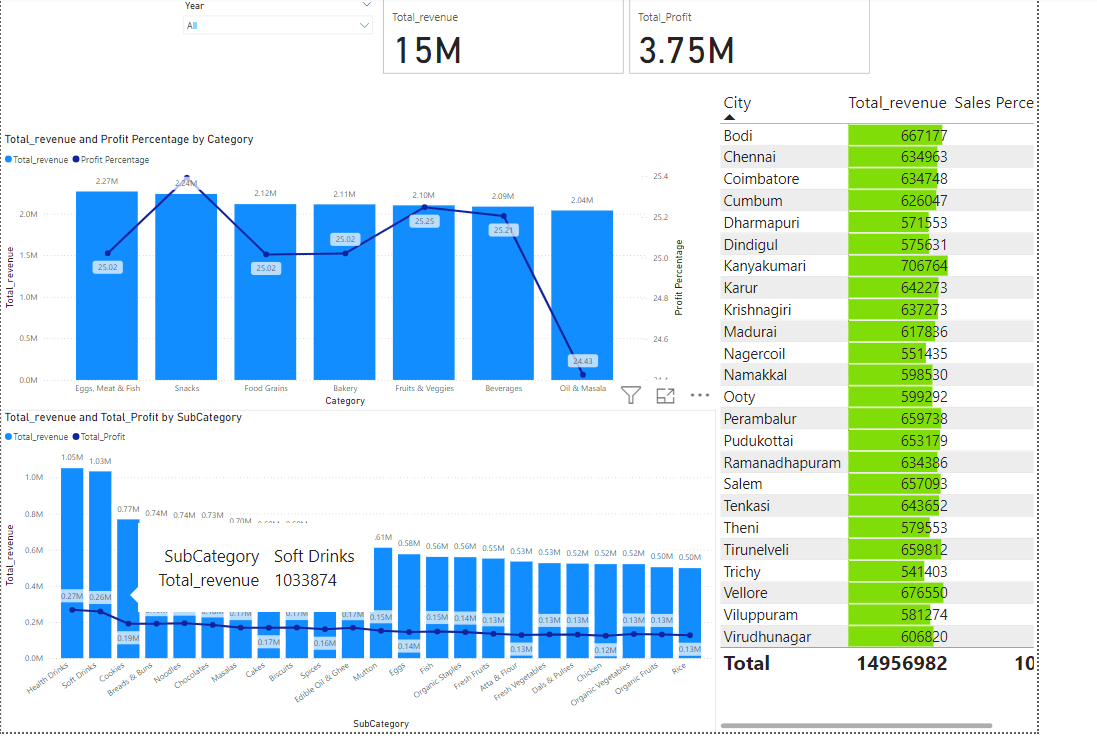 Year
All
Total_revenue
15M
Total_Profit
3.75M
Total_revenue and Profit Percentage by Category
Total_revenue Profit Percentage
2.27M 2.24M 2.12M 2.11M 2.10M 2.09M 2.04M
25.02 25.02 25.02 25.25 25.21 24.43
Total_revenue
2.0M
1.5M
1.0M
0.5M
0.0M
Profit Percentage
25.4
25.2
25.0
24.8
24.6
Eggs, Meat & Fish Snacks Food Grains Bakery Fruits & Veggies Beverages Oil & Masala
Category
Total_revenue and Total_Profit by SubCategory
Total_revenue Total_Profit
Total_revenue
1.0M
0.8M
0.6M
0.4M
0.2M
0.0M
1.05M 1.03M 0.77M 0.74M 0.74M 0.73M 0.70M .61M 0.58M 0.56M 0.56M 0.55M 0.53M 0.53M 0.52M 0.52M 0.52M 0.50M 0.50M
SubCategory Soft Drinks
Total_revenue 1033874
0.27M 0.26M 0.19M 0.17M 0.17M 0.17M 0.16M 0.17M 0.15M 0.14M 0.15M 0.14M 0.13M 0.13M 0.13M 0.13M 0.12M 0.13M 0.13M 0.13M
Health Drinks Soft Drinks Cookies Breads & Buns Noodles Chocolates Masalas Cakes Biscuits Spices Edible Oil & Ghee Mutton Eggs Fish Organic Staples Fresh Fruits Atta & Flour Fresh Vegetables Dals & Pulses Chicken Organic Vegetables Organic Fruits Rice
SubCategory
City Total_revenue Sales Perce
Bodi 667177
Chennai 634963
Coimbatore 634748
Cumbum 626047
Dharmapuri 571553
Dindigul 575631
Kanyakumari 706764
Karur 642273
Krishnagiri 637273
Madurai 617836
Nagercoil 551435
Namakkal 598530
Ooty 599292
Perambalur 659738
Pudukottai 653179
Ramanadhapuram 634386
Salem 657093
Tenkasi 643652
Theni 579553
Tirunelveli 659812
Trichy 541403
Vellore 676550
Viluppuram 581274
Virudhunagar 606820
Total 14956982 10